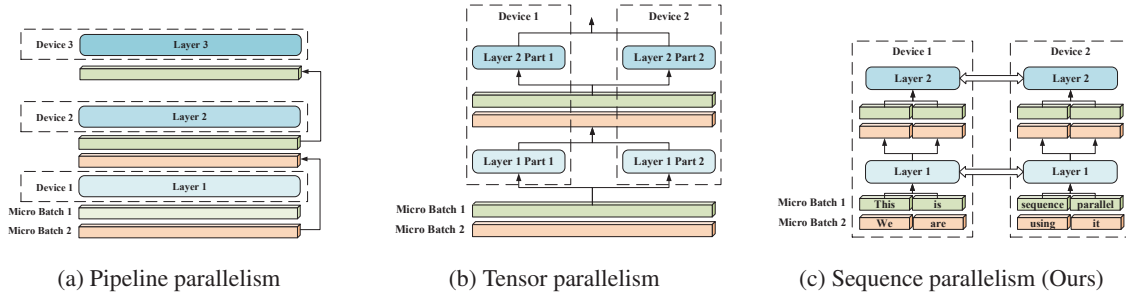 Device 3
Layer 3
Device 2
Layer 2
Device 1
Layer 1
Micro Batch 1
Micro Batch 2
(a) Pipeline parallelism
Device 1
Device 2
Layer 2 Part 1
Layer 2 Part 2
Layer 1 Part 1
Layer 1 Part 2
Micro Batch 1
Micro Batch 2
(b) Tensor parallelism
Device 1
Device 2
Layer 2
Layer 2
Layer 1
Layer 1
Micro Batch 1
This
is
sequence
parallel
Micro Batch 2
We
are
using
it
(c) Sequence parallelism (Ours)